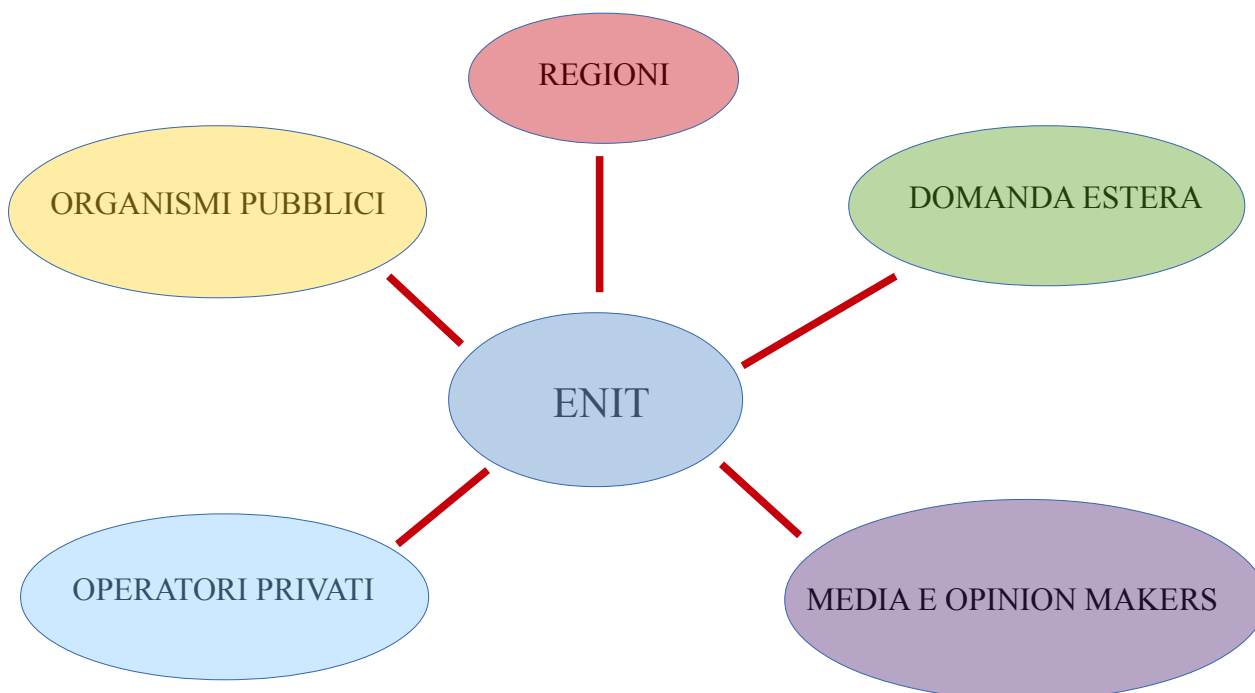 REGIONI
ORGANISMI PUBBLICI
DOMANDA ESTERA
ENIT
OPERATORI PRIVATI
MEDIA E OPINION MAKERS